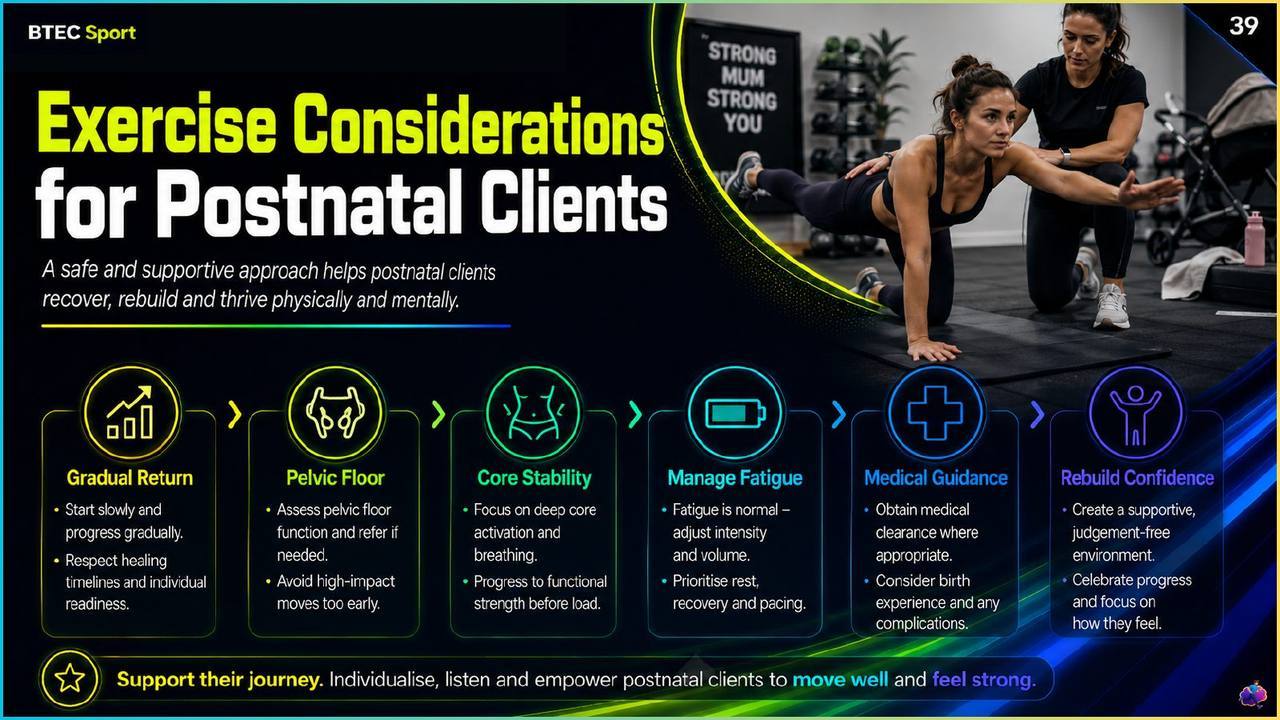 BTEC Sport
39
Exercise Considerations
for Postnatal Clients
A safe and supportive approach helps postnatal clients
recover, rebuild and thrive physically and mentally.
STRONG
MUM
STRONG
YOU
Gradual Return
• Start slowly and
progress gradually.
• Respect healing
timelines and individual
readiness.
Pelvic Floor
• Assess pelvic floor
function and refer if
needed.
• Avoid high-impact
moves too early.
Core Stability
• Focus on deep core
activation and
breathing.
• Progress to functional
strength before load.
Manage Fatigue
• Fatigue is normal –
adjust intensity
and volume.
• Prioritise rest,
recovery and pacing.
Medical Guidance
• Obtain medical
clearance where
appropriate.
• Consider birth
experience and any
complications.
Rebuild Confidence
• Create a supportive,
judgement-free
environment.
• Celebrate progress
and focus on
how they feel.
Support their journey. Individualise, listen and empower postnatal clients to move well and feel strong.